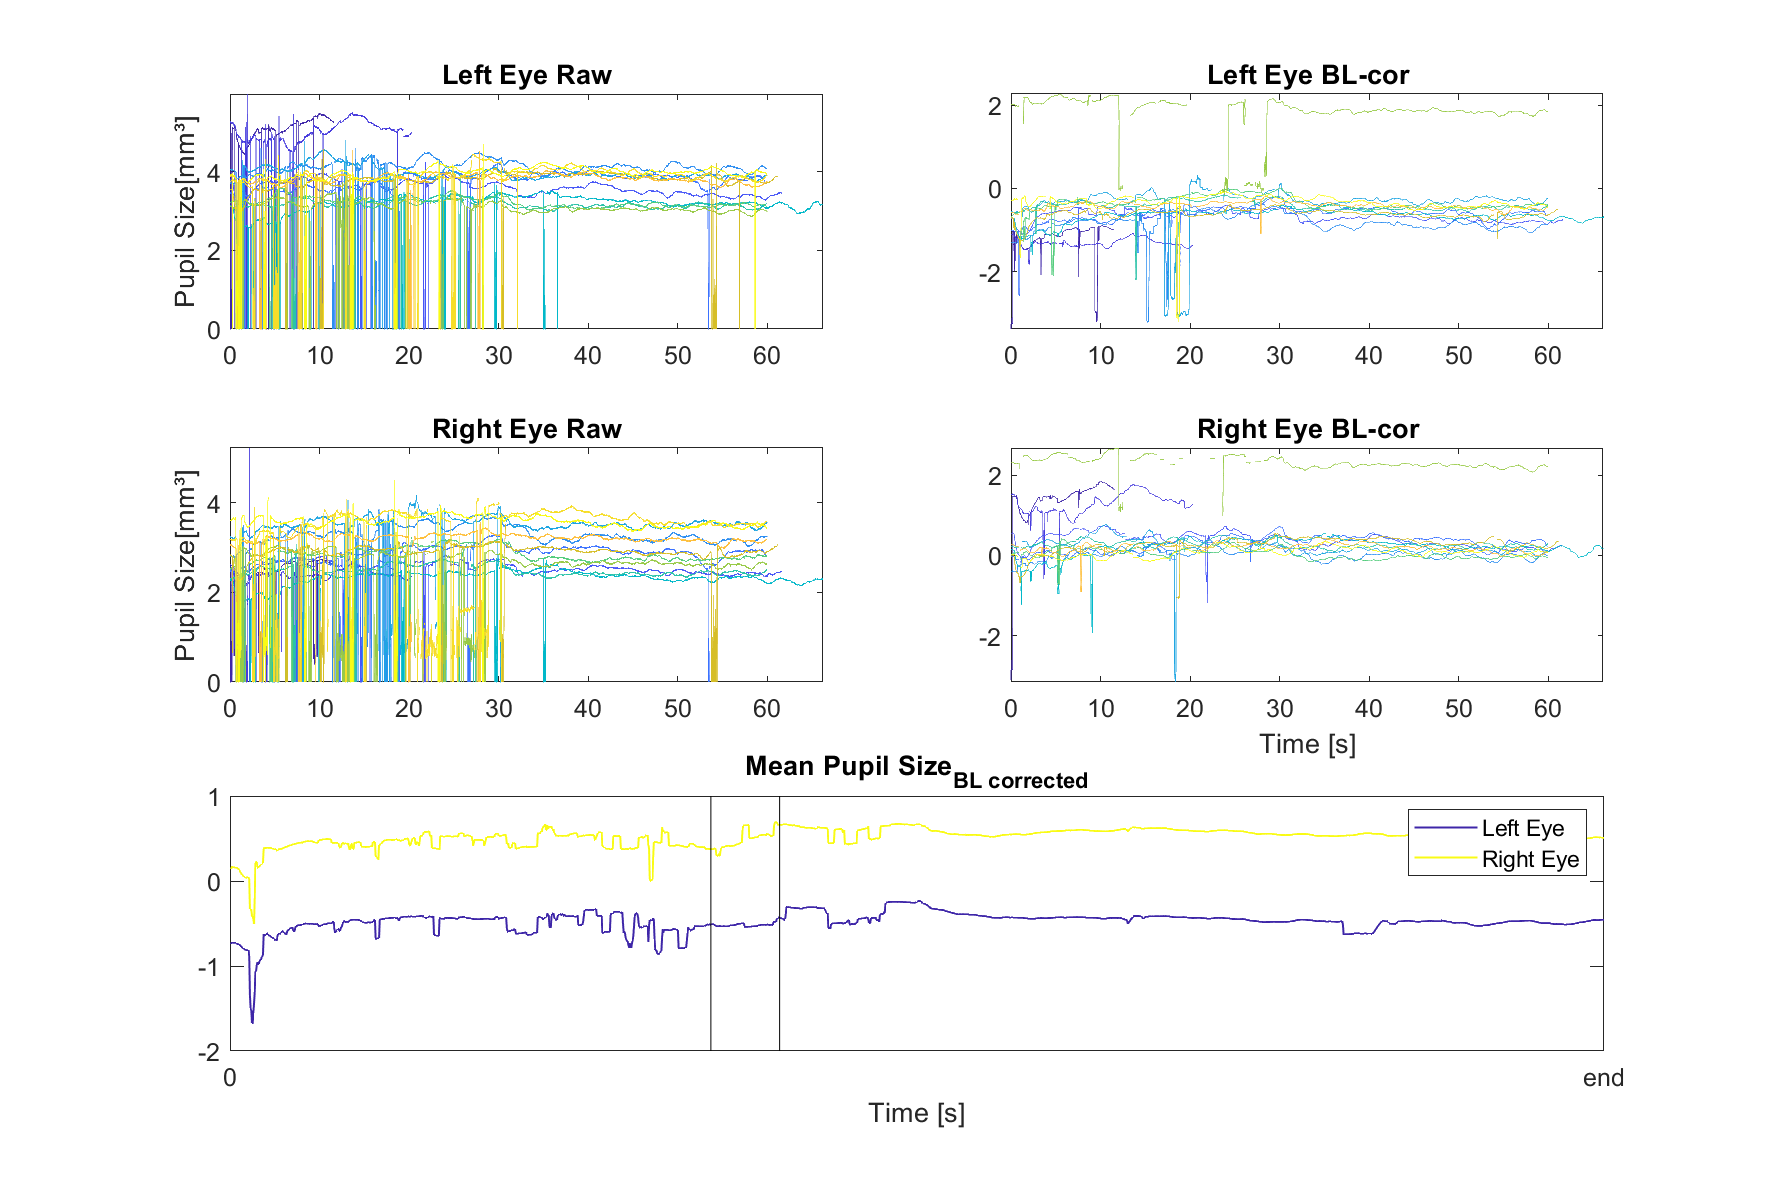 Left Eye Raw
Pupil Size[mm³]
4
2
0
0 10 20 30 40 50 60
Left Eye BL-cor
2
0
-2
0 10 20 30 40 50 60
Right Eye Raw
Pupil Size[mm³]
4
2
0
0 10 20 30 40 50 60
Right Eye BL-cor
2
0
-2
0 10 20 30 40 50 60
Time [s]
Mean Pupil Size BL corrected
1
0
-1
-2
Left Eye
Right Eye
0 end
Time [s]